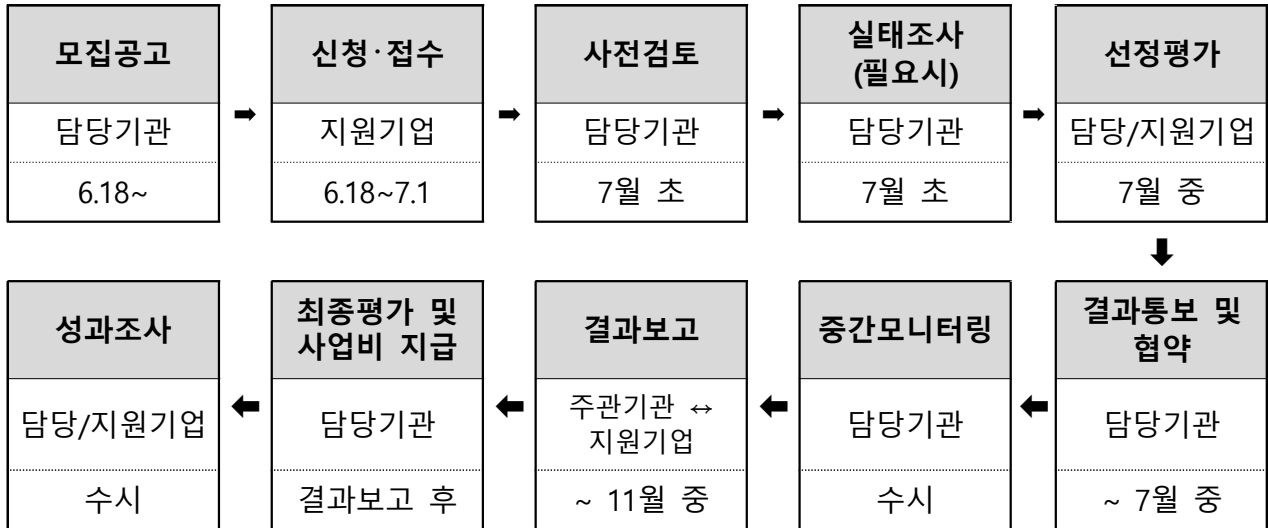 모집공고
담당기관
6.18~
➡
신청·접수
지원기업
6.18~7.1
➡
사전검토
담당기관
7월 초
➡
실태조사
(필요시)
담당기관
7월 초
➡
선정평가
담당/지원기업
7월 중
⬇
결과통보 및
협약
담당기관
~ 7월 중
⬅
중간모니터링
담당기관
수시
⬅
결과보고
주관기관 ↔
지원기업
~ 11월 중
⬅
최종평가 및
사업비 지급
담당기관
결과보고 후
⬅
성과조사
담당/지원기업
수시